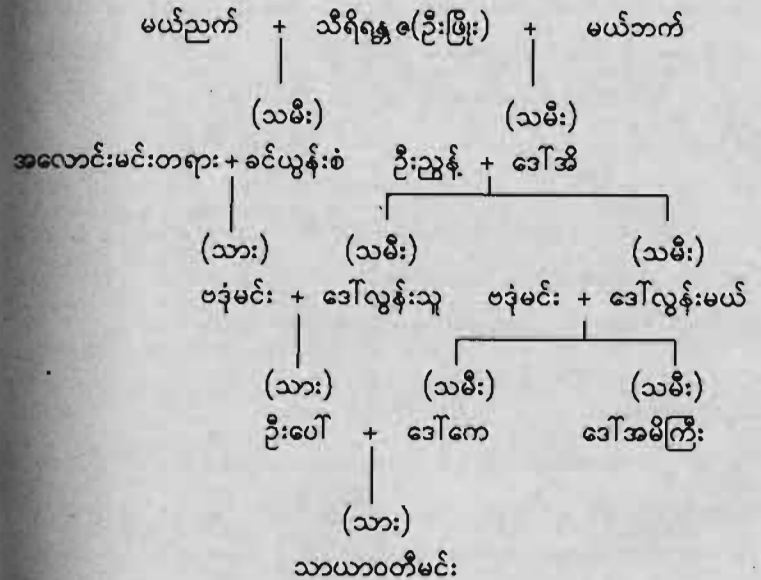 မယ်ညက် + သီရိရန္တဇ(ဦးဖြိုး) + မယ်ဘက်
(သမီး) (သမီး)
အလောင်းမင်းတရား + ခင်ယွန်းစံ ဦးညွန့် + ဒေါ်အိ
(သား) (သမီး) (သမီး)
ဗဒုံမင်း + ဒေါ်လွန်းသူ ဗဒုံမင်း + ဒေါ်လွန်းမယ်
(သား) (သမီး) (သမီး)
ဦးပေါ် + ဒေါ်ကေ ဒေါ်အမိကြီး
(သား)
သာယာဝတီမင်း